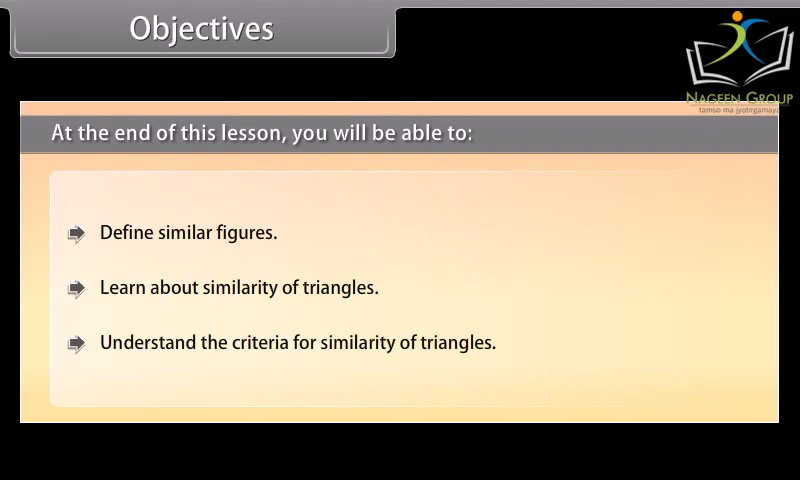 Objectives
NAGEEN GROUP
tamso ma jyotirgamaya
At the end of this lesson, you will be able to:
Define similar figures.
Learn about similarity of triangles.
Understand the criteria for similarity of triangles.